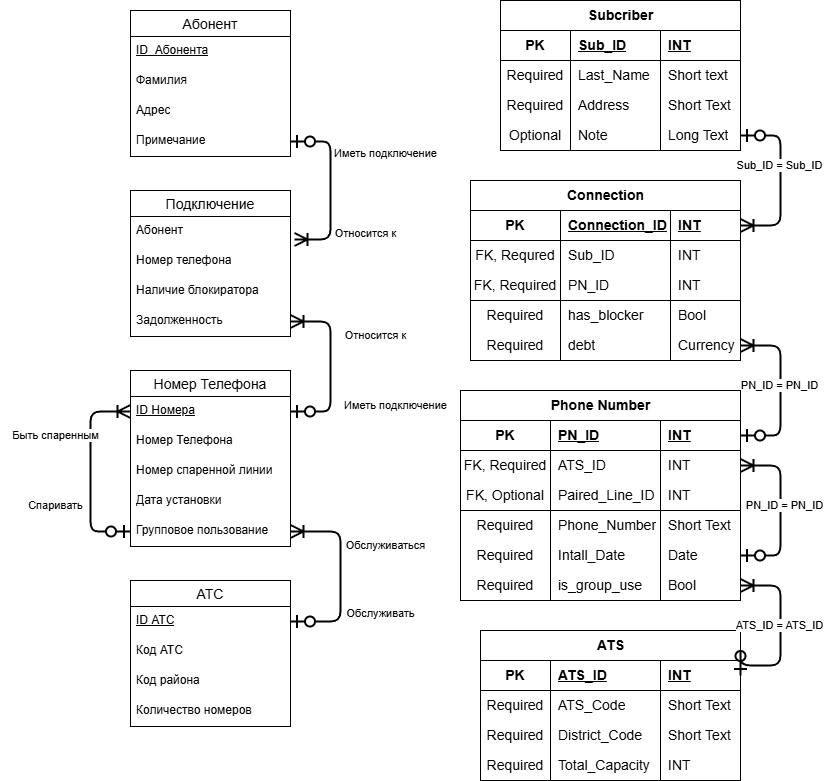 Абонент
ID_Абонента
Фамилия
Адрес
Примечание
Иметь подключение
Подключение
Абонент
Номер телефона
Наличие блокиратора
Задолженность
Относится к
Относится к
Номер Телефона
ID Номера
Номер Телефона
Номер спаренной линии
Дата установки
Групповое пользование
Иметь подключение
Быть спаренным
Спаривать
Обслуживаться
АТС
ID АТС
Код АТС
Код района
Количество номеров
Обслуживать
Subcriber
PK Sub_ID INT
Required Last_Name Short text
Required Address Short Text
Optional Note Long Text
Sub_ID = Sub_ID
Connection
PK Connection_ID INT
FK, Requred Sub_ID INT
FK, Required PN_ID INT
Required has_blocker Bool
Required debt Currency
PN_ID = PN_ID
Phone Number
PK PN_ID INT
FK, Required ATS_ID INT
FK, Optional Paired_Line_ID INT
Required Phone_Number Short Text
Required Intall_Date Date
Required is_group_use Bool
PN_ID = PN_ID
ATS_ID = ATS_ID
ATS
PK ATS_ID INT
Required ATS_Code Short Text
Required District_Code Short Text
Required Total_Capacity INT